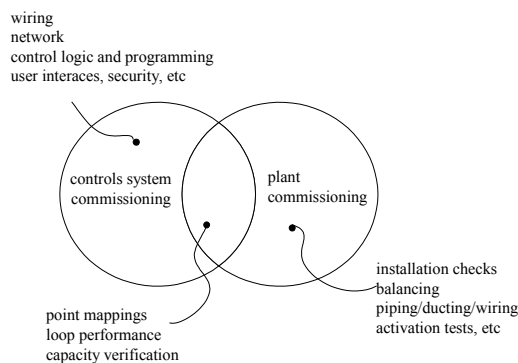 wiring
network
control logic and programming
user interaces, security, etc
controls system
commissioning
plant
commissioning
installation checks
balancing
piping/ducting/wiring
activation tests, etc
point mappings
loop performance
capacity verification